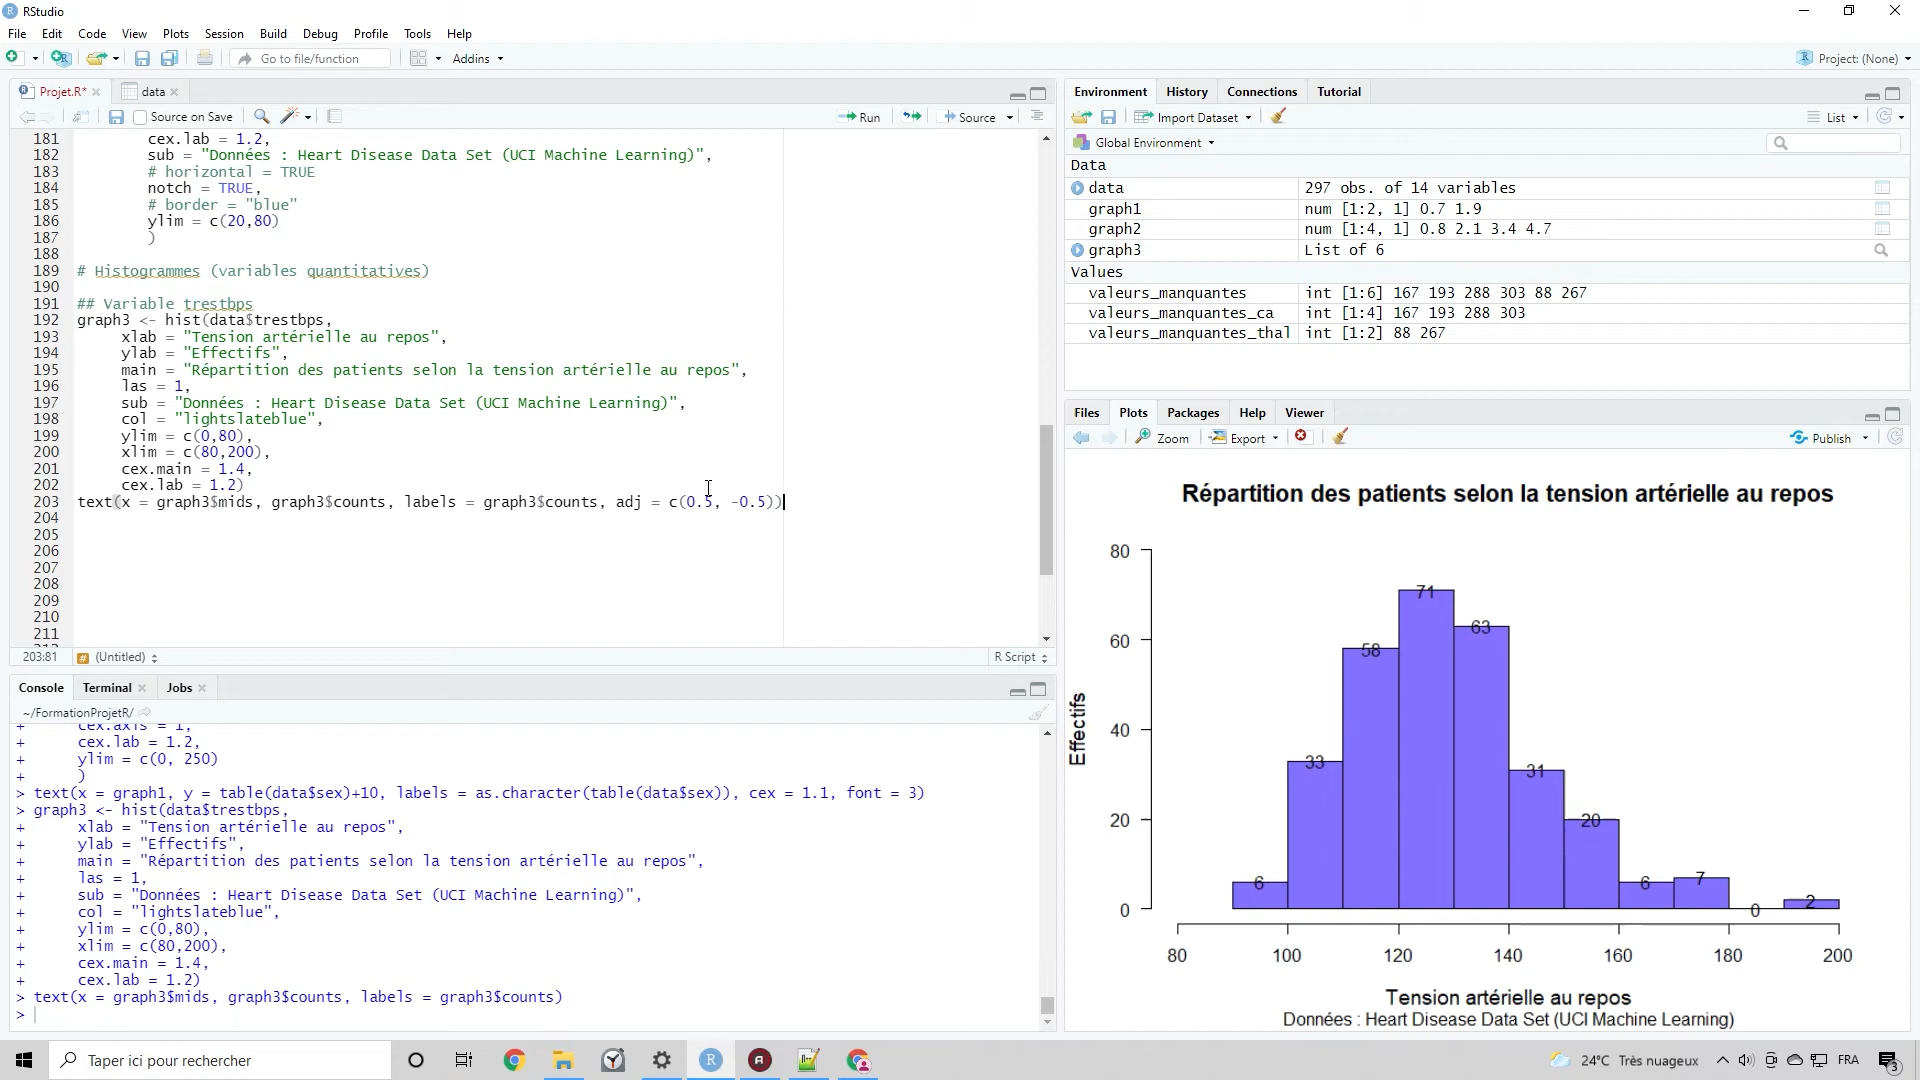 RStudio
File Edit Code View Plots Session Build Debug Profile Tools Help
Go to file/function Addins Project: (None)
Projet.R* data
Source on Save Run Source
181 cex.lab = 1.2,
182 sub = "Données : Heart Disease Data Set (UCI Machine Learning)",
183 # horizontal = TRUE
184 notch = TRUE,
185 # border = "blue"
186 ylim = c(20,80)
187 )
188
189 # Histogrammes (variables quantitatives)
190
191 ## Variable trestbps
192 graph3 <- hist(data$trestbps,
193 xlab = "Tension artérielle au repos",
194 ylab = "Effectifs",
195 main = "Répartition des patients selon la tension artérielle au repos",
196 las = 1,
197 sub = "Données : Heart Disease Data Set (UCI Machine Learning)",
198 col = "lightslateblue",
199 ylim = c(0,80),
200 xlim = c(80,200),
201 cex.main = 1.4,
202 cex.lab = 1.2)
203 text(x = graph3$mids, graph3$counts, labels = graph3$counts, adj = c(0.5, -0.5))
204
205
206
207
208
209
210
211
203:81 # (Untitled) R Script
Console Terminal Jobs
~/FormationProjetR/
+ cex.axis = 1,
+ cex.lab = 1.2,
+ ylim = c(0, 250)
+ )
> text(x = graph1, y = table(data$sex)+10, labels = as.character(table(data$sex)), cex = 1.1, font = 3)
> graph3 <- hist(data$trestbps,
+ xlab = "Tension artérielle au repos",
+ ylab = "Effectifs",
+ main = "Répartition des patients selon la tension artérielle au repos",
+ las = 1,
+ sub = "Données : Heart Disease Data Set (UCI Machine Learning)",
+ col = "lightslateblue",
+ ylim = c(0,80),
+ xlim = c(80,200),
+ cex.main = 1.4,
+ cex.lab = 1.2)
> text(x = graph3$mids, graph3$counts, labels = graph3$counts)
>
Environment History Connections Tutorial
Import Dataset List
Global Environment
Data
data 297 obs. of 14 variables
graph1 num [1:2, 1] 0.7 1.9
graph2 num [1:4, 1] 0.8 2.1 3.4 4.7
graph3 List of 6
Values
valeurs_manquantes int [1:6] 167 193 288 303 88 267
valeurs_manquantes_ca int [1:4] 167 193 288 303
valeurs_manquantes_thal int [1:2] 88 267
Files Plots Packages Help Viewer
Zoom Export Publish
Répartition des patients selon la tension artérielle au repos
80
60
40
20
0
Effectifs
6 33 58 71 63 31 20 6 7 0 2
80 100 120 140 160 180 200
Tension artérielle au repos
Données : Heart Disease Data Set (UCI Machine Learning)
Taper ici pour rechercher 24°C Très nuageux FRA 3